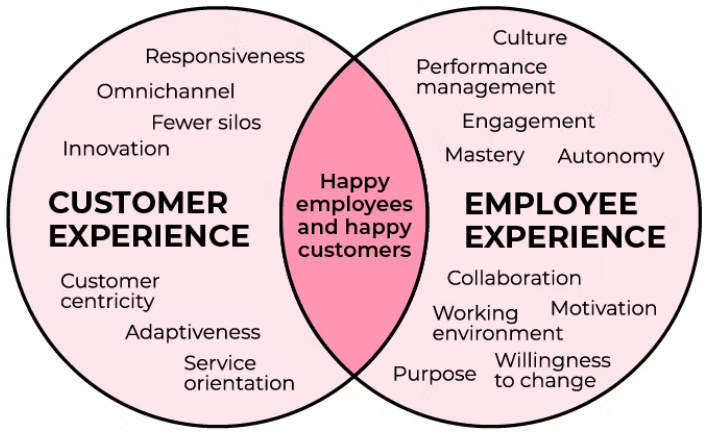 Responsiveness
Omnichannel
Fewer silos
Innovation
CUSTOMER
EXPERIENCE
Customer
centricity
Adaptiveness
Service
orientation
Happy
employees
and happy
customers
Culture
Performance
management
Engagement
Mastery
Autonomy
EMPLOYEE
EXPERIENCE
Collaboration
Working
environment
Motivation
Purpose
Willingness
to change